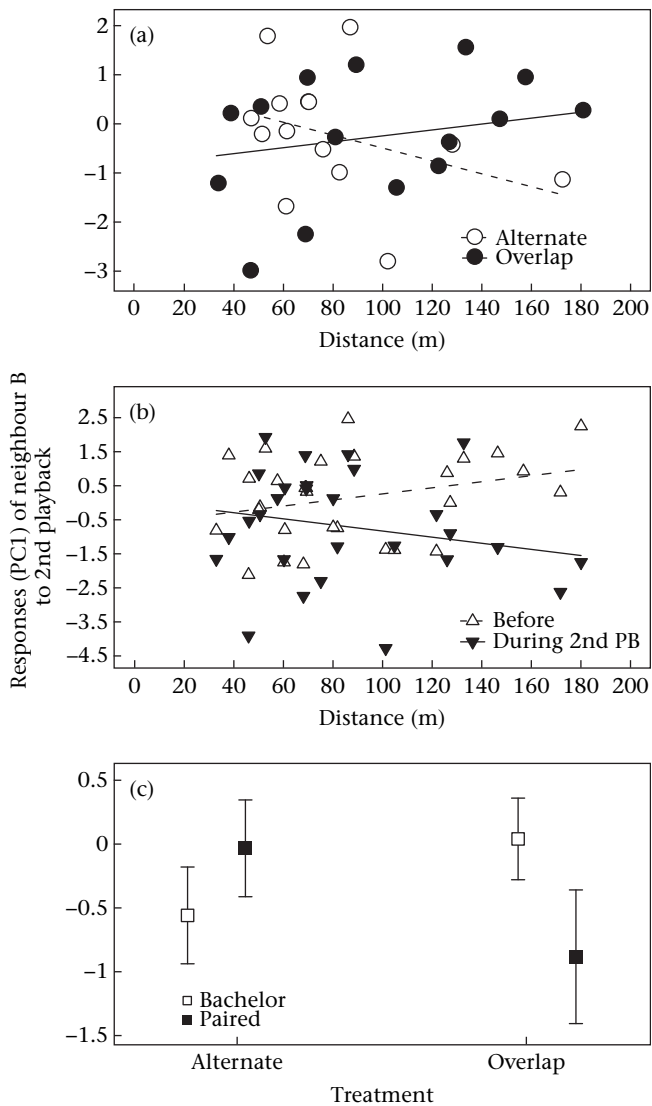 (a)
2
1
0
−1
−2
−3
Alternate
Overlap
0 20 40 60 80 100 120 140 160 180 200
Distance (m)
Responses (PC1) of neighbour B
to 2nd playback
(b)
2.5
1.5
0.5
−0.5
−1.5
−2.5
−3.5
−4.5
Before
During 2nd PB
0 20 40 60 80 100 120 140 160 180 200
Distance (m)
(c)
0.5
0
−0.5
−1
−1.5
Bachelor
Paired
Alternate Overlap
Treatment